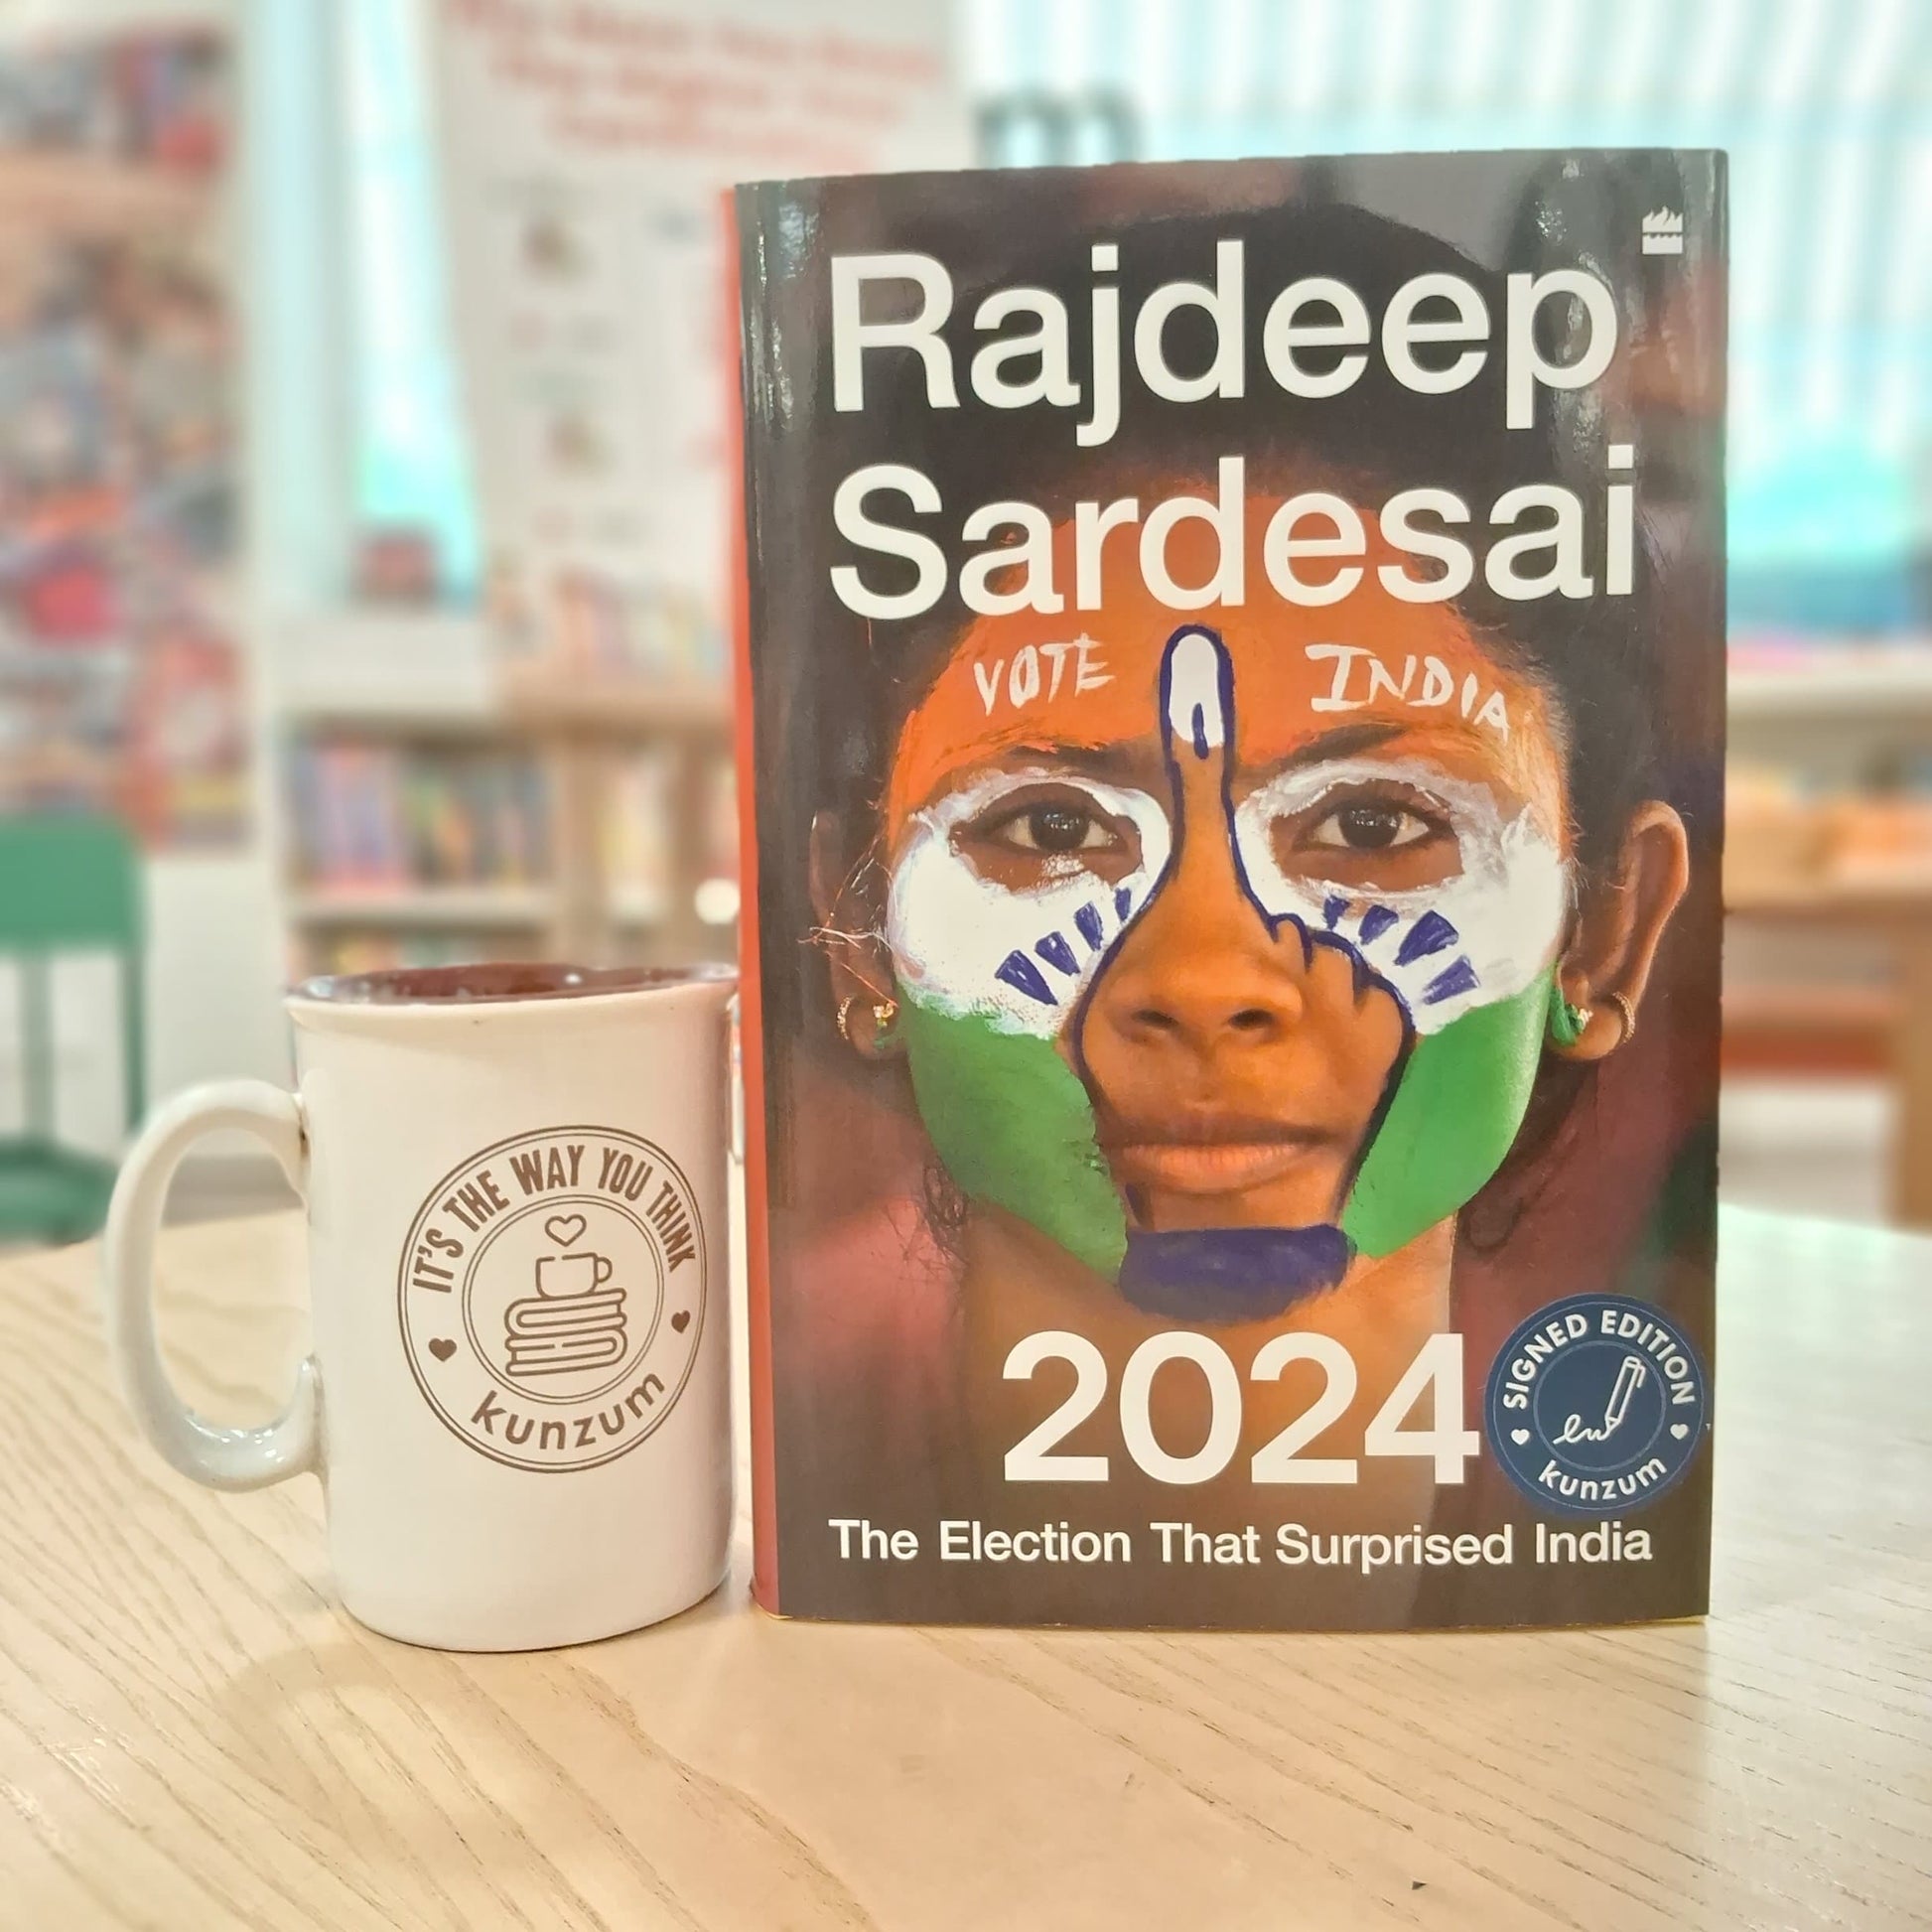 Rajdeep
Sardesai
VOTE INDIA
2024
The Election That Surprised India
SIGNED EDITION
kunzum
IT'S THE WAY YOU THINK
kunzum